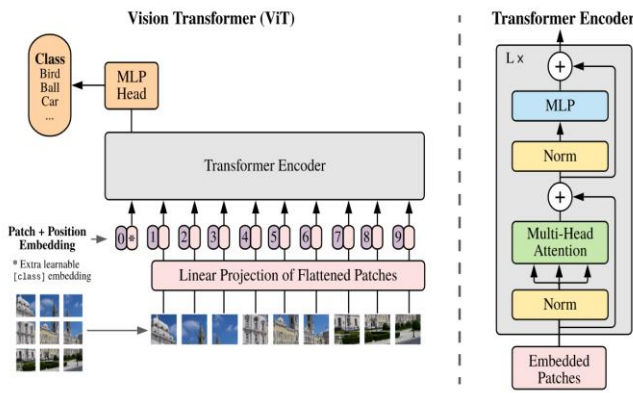 Vision Transformer (ViT)
Class
Bird
Ball
Car
...
MLP
Head
Transformer Encoder
Patch + Position
Embedding
0 * 1 2 3 4 5 6 7 8 9
* Extra learnable
[class] embedding
Linear Projection of Flattened Patches
Transformer Encoder
L x
+
MLP
Norm
+
Multi-Head
Attention
Norm
Embedded
Patches